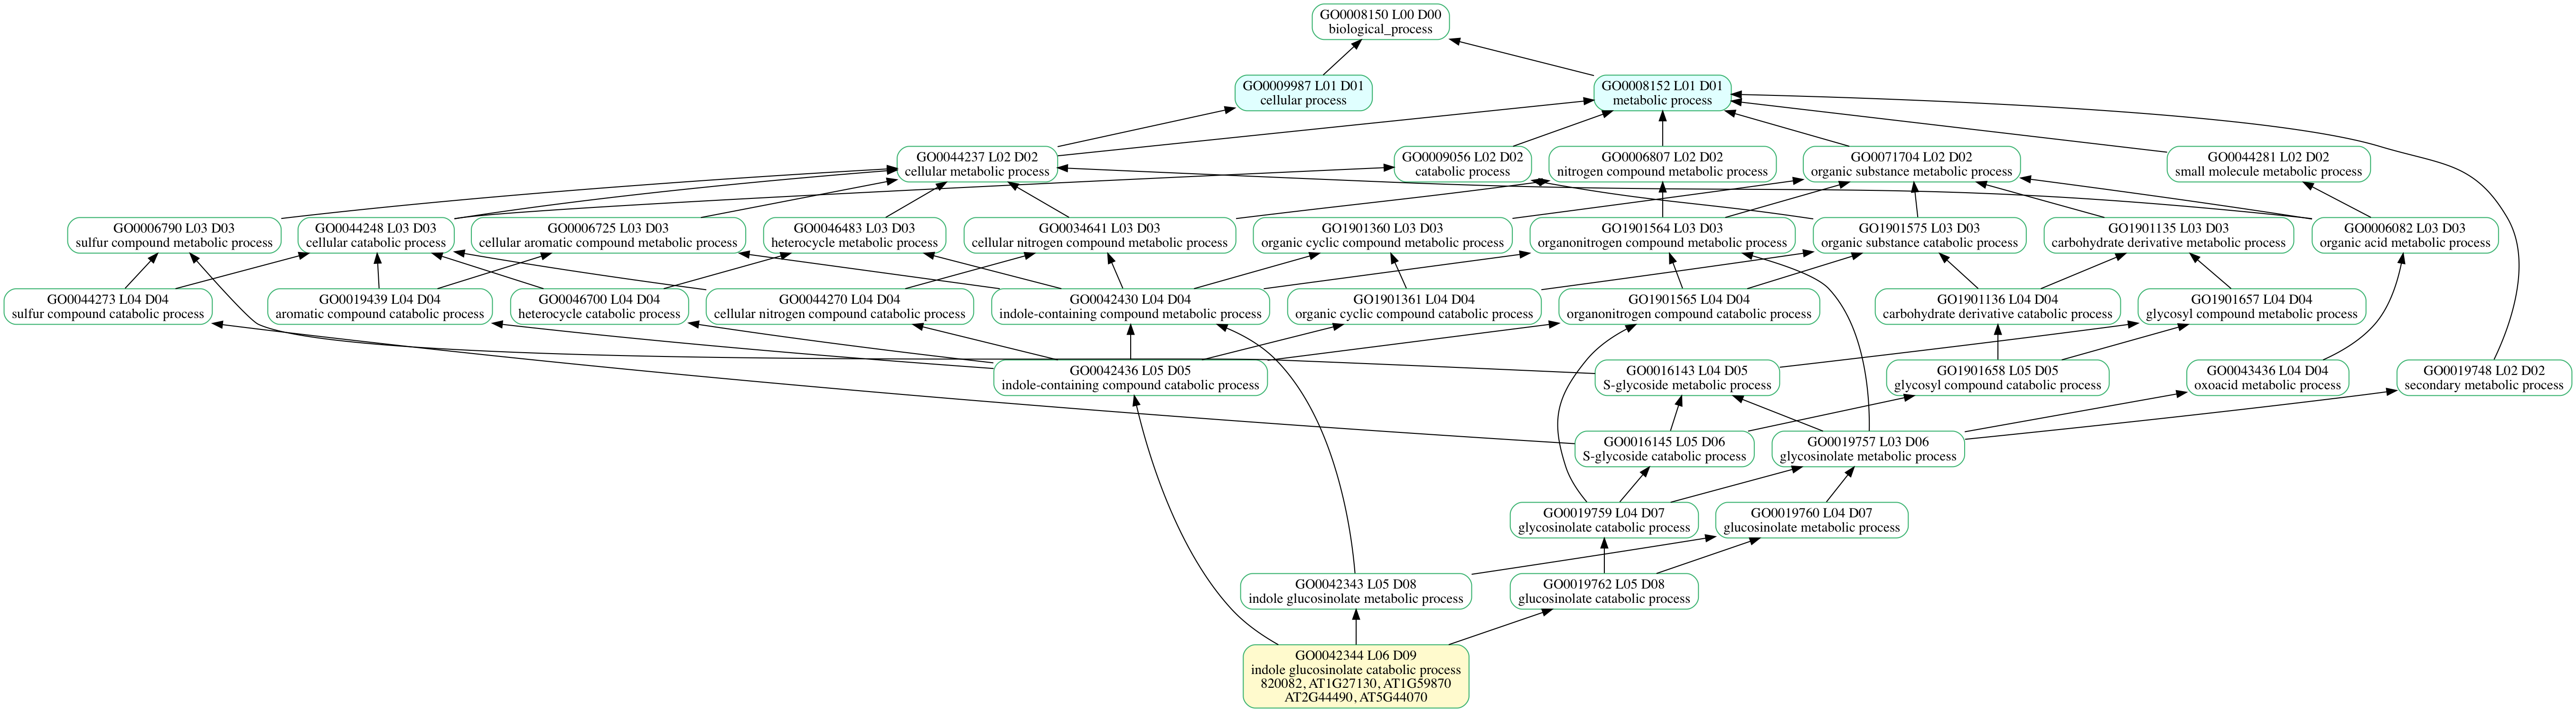 GO0008150 L00 D00
biological_process
GO0009987 L01 D01
cellular process
GO0008152 L01 D01
metabolic process
GO0044237 L02 D02
cellular metabolic process
GO0009056 L02 D02
catabolic process
GO0006807 L02 D02
nitrogen compound metabolic process
GO0071704 L02 D02
organic substance metabolic process
GO0044281 L02 D02
small molecule metabolic process
GO0006790 L03 D03
sulfur compound metabolic process
GO0044248 L03 D03
cellular catabolic process
GO0006725 L03 D03
cellular aromatic compound metabolic process
GO0046483 L03 D03
heterocycle metabolic process
GO0034641 L03 D03
cellular nitrogen compound metabolic process
GO1901360 L03 D03
organic cyclic compound metabolic process
GO1901564 L03 D03
organonitrogen compound metabolic process
GO1901575 L03 D03
organic substance catabolic process
GO1901135 L03 D03
carbohydrate derivative metabolic process
GO0006082 L03 D03
organic acid metabolic process
GO0044273 L04 D04
sulfur compound catabolic process
GO0019439 L04 D04
aromatic compound catabolic process
GO0046700 L04 D04
heterocycle catabolic process
GO0044270 L04 D04
cellular nitrogen compound catabolic process
GO0042430 L04 D04
indole-containing compound metabolic process
GO1901361 L04 D04
organic cyclic compound catabolic process
GO1901565 L04 D04
organonitrogen compound catabolic process
GO1901136 L04 D04
carbohydrate derivative catabolic process
GO1901657 L04 D04
glycosyl compound metabolic process
GO0042436 L05 D05
indole-containing compound catabolic process
GO0016143 L04 D05
S-glycoside metabolic process
GO1901658 L05 D05
glycosyl compound catabolic process
GO0043436 L04 D04
oxoacid metabolic process
GO0019748 L02 D02
secondary metabolic process
GO0016145 L05 D06
S-glycoside catabolic process
GO0019757 L03 D06
glycosinolate metabolic process
GO0019759 L04 D07
glycosinolate catabolic process
GO0019760 L04 D07
glucosinolate metabolic process
GO0042343 L05 D08
indole glucosinolate metabolic process
GO0019762 L05 D08
glucosinolate catabolic process
GO0042344 L06 D09
indole glucosinolate catabolic process
820082, AT1G27130, AT1G59870
AT2G44490, AT5G44070